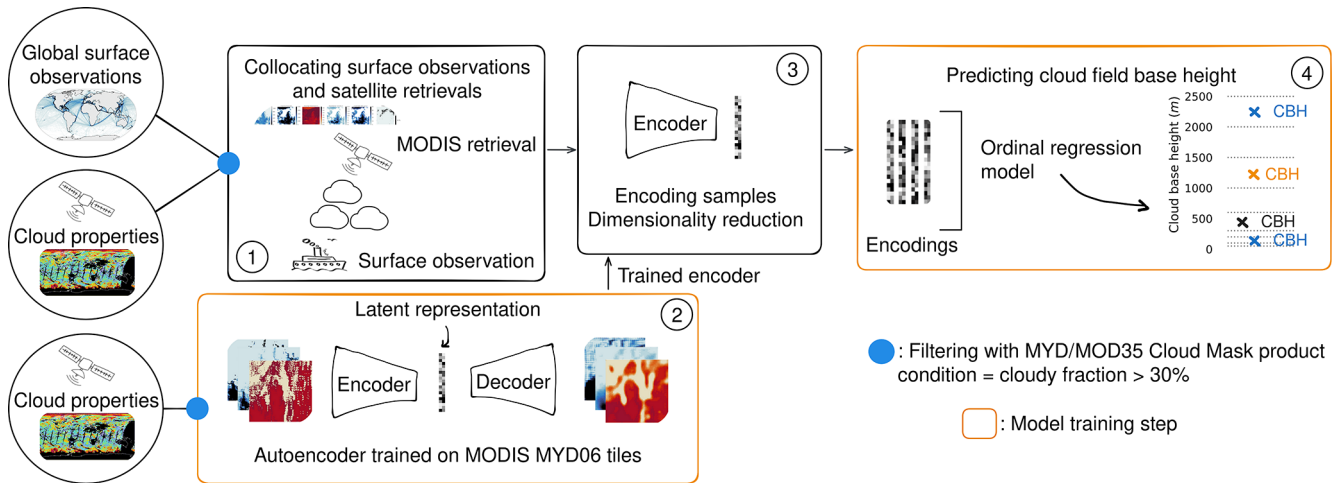 Global surface
observations
Cloud properties
Cloud properties
Collocating surface observations
and satellite retrievals
MODIS retrieval
Surface observation
1
2
Latent representation
Encoder
Decoder
Autoencoder trained on MODIS MYD06 tiles
Trained encoder
3
Encoder
Encoding samples
Dimensionality reduction
4
Predicting cloud field base height
Encodings
Ordinal regression
model
Cloud base height (m)
2500
2000
1500
1000
500
0
CBH
CBH
CBH
CBH
: Filtering with MYD/MOD35 Cloud Mask product
condition = cloudy fraction > 30%
: Model training step